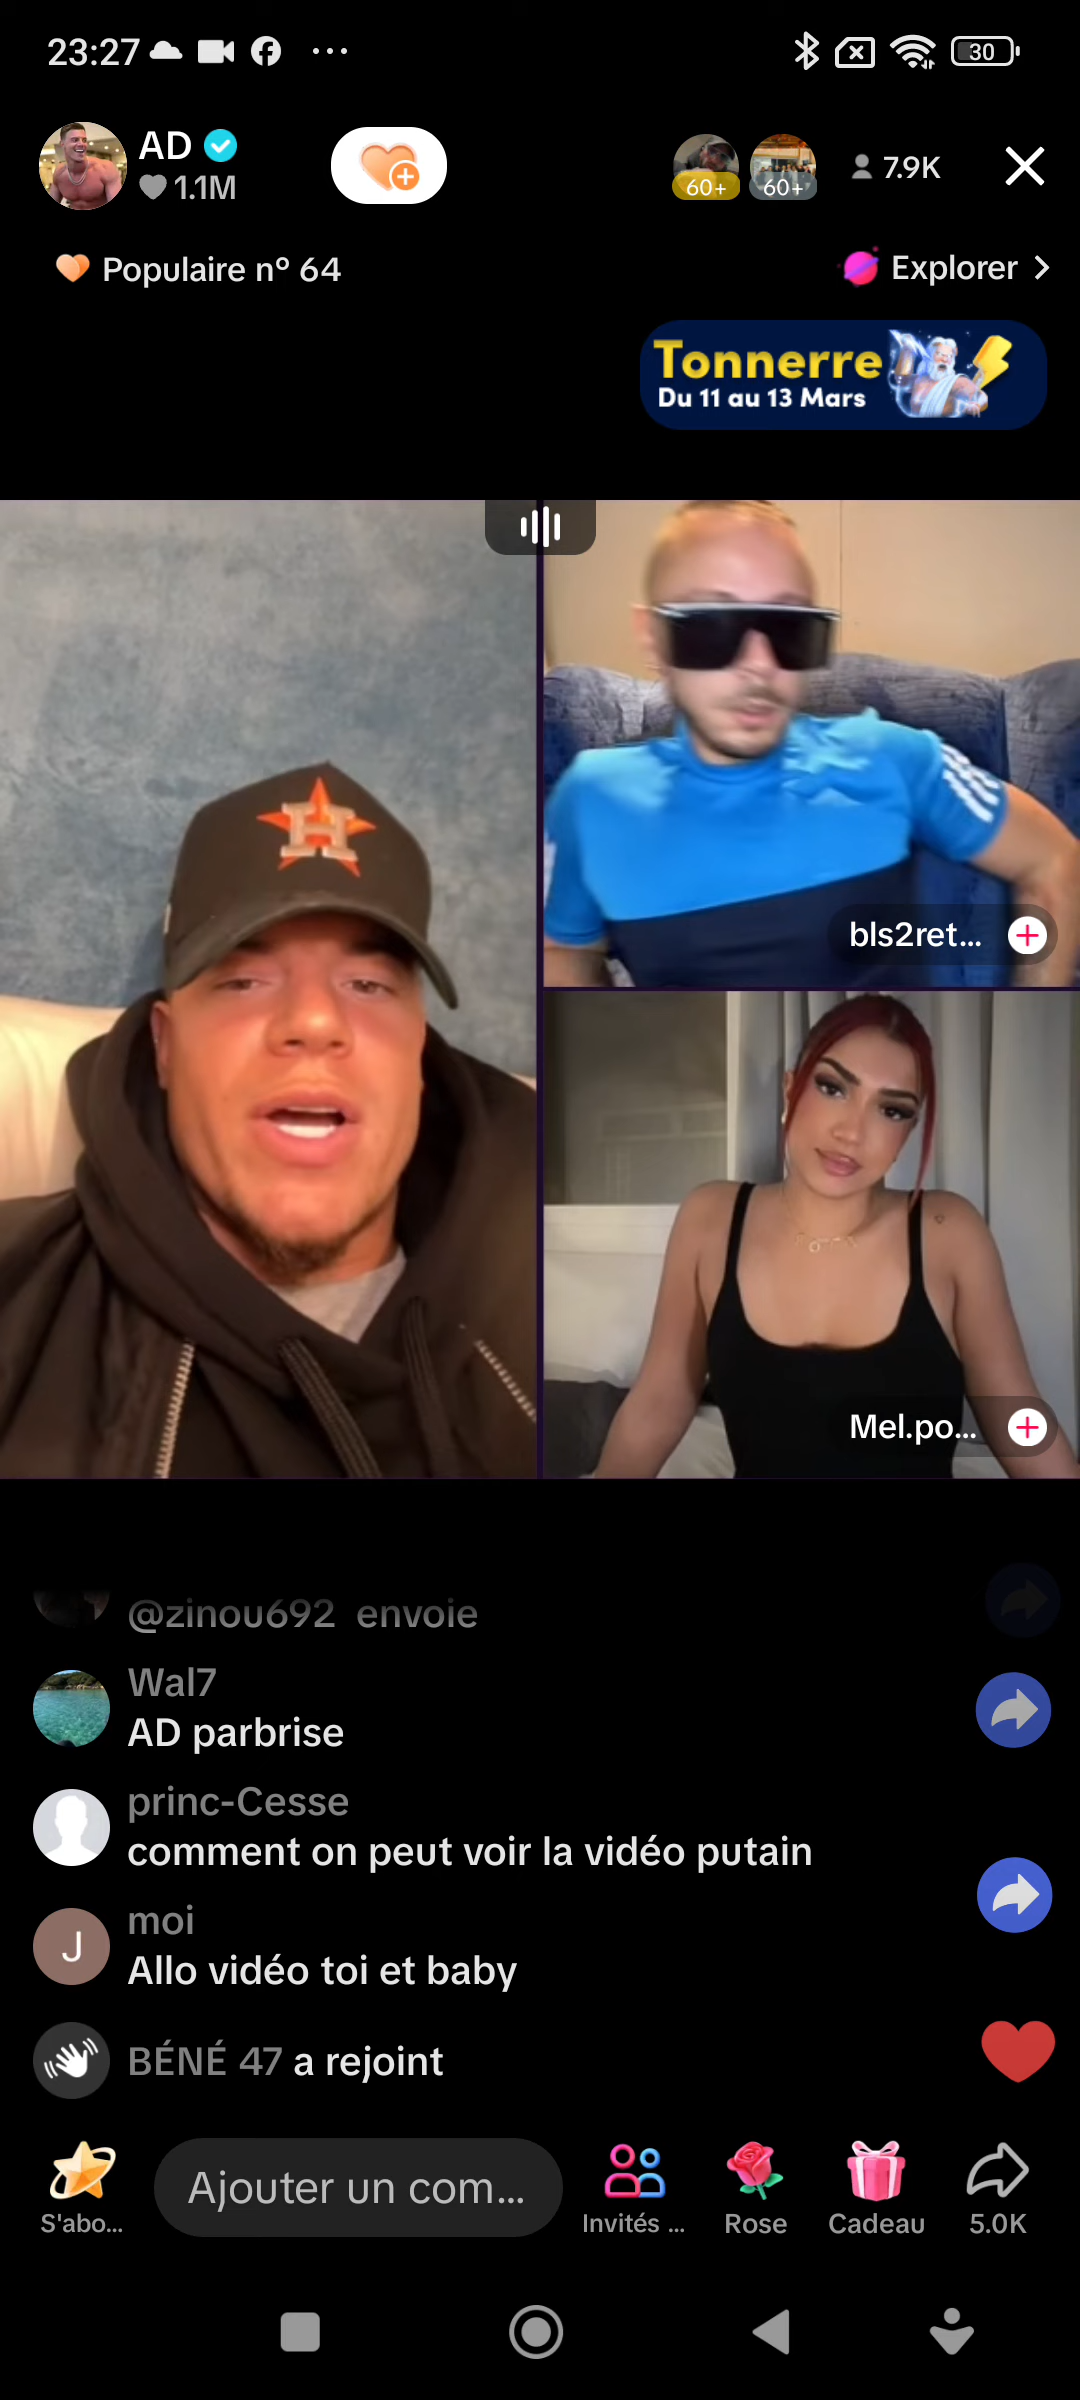 23:27
30
AD
1.1M
60+
60+
7.9K
Populaire n° 64
Explorer
Tonnerre
Du 11 au 13 Mars
H
bls2ret...
Mel.po...
@zinou692 envoie
Wal7
AD parbrise
princ-Cesse
comment on peut voir la vidéo putain
J
moi
Allo vidéo toi et baby
BÉNÉ 47 a rejoint
S'abo...
Ajouter un com...
Invités ...
Rose
Cadeau
5.0K